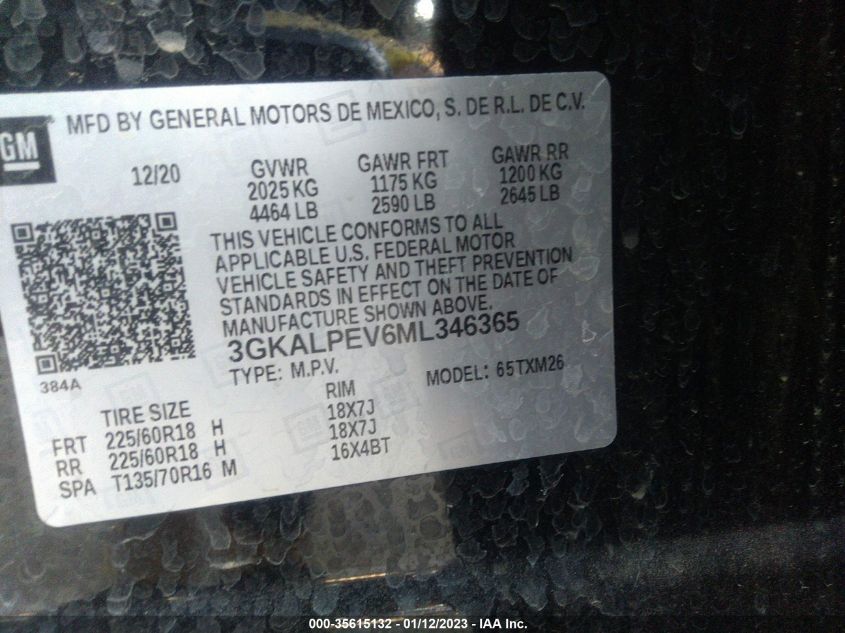 GM
MFD BY GENERAL MOTORS DE MEXICO, S. DE R.L. DE C.V.
12/20 GVWR GAWR FRT GAWR RR
2025 KG 1175 KG 1200 KG
4464 LB 2590 LB 2645 LB
THIS VEHICLE CONFORMS TO ALL
APPLICABLE U.S. FEDERAL MOTOR
VEHICLE SAFETY AND THEFT PREVENTION
STANDARDS IN EFFECT ON THE DATE OF
MANUFACTURE SHOWN ABOVE.
3GKALPEV6ML346365
384A
TYPE: M.P.V. MODEL: 65TXM26
TIRE SIZE RIM
FRT 225/60R18 H 18X7J
RR 225/60R18 H 18X7J
SPA T135/70R16 M 16X4BT
000-35615132 - 01/12/2023 - IAA Inc.